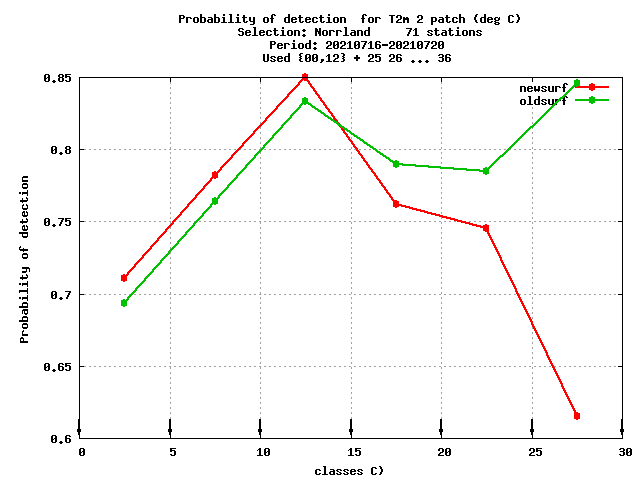 Probability of detection  for T2m 2 patch (deg C)
Selection: Norrland     71 stations
Period: 20210716-20210720
Used {00,12} + 25 26 ... 36
newsurf
oldsurf
Probability of detection
0.85
0.8
0.75
0.7
0.65
0.6
0 5 10 15 20 25 30
classes C)